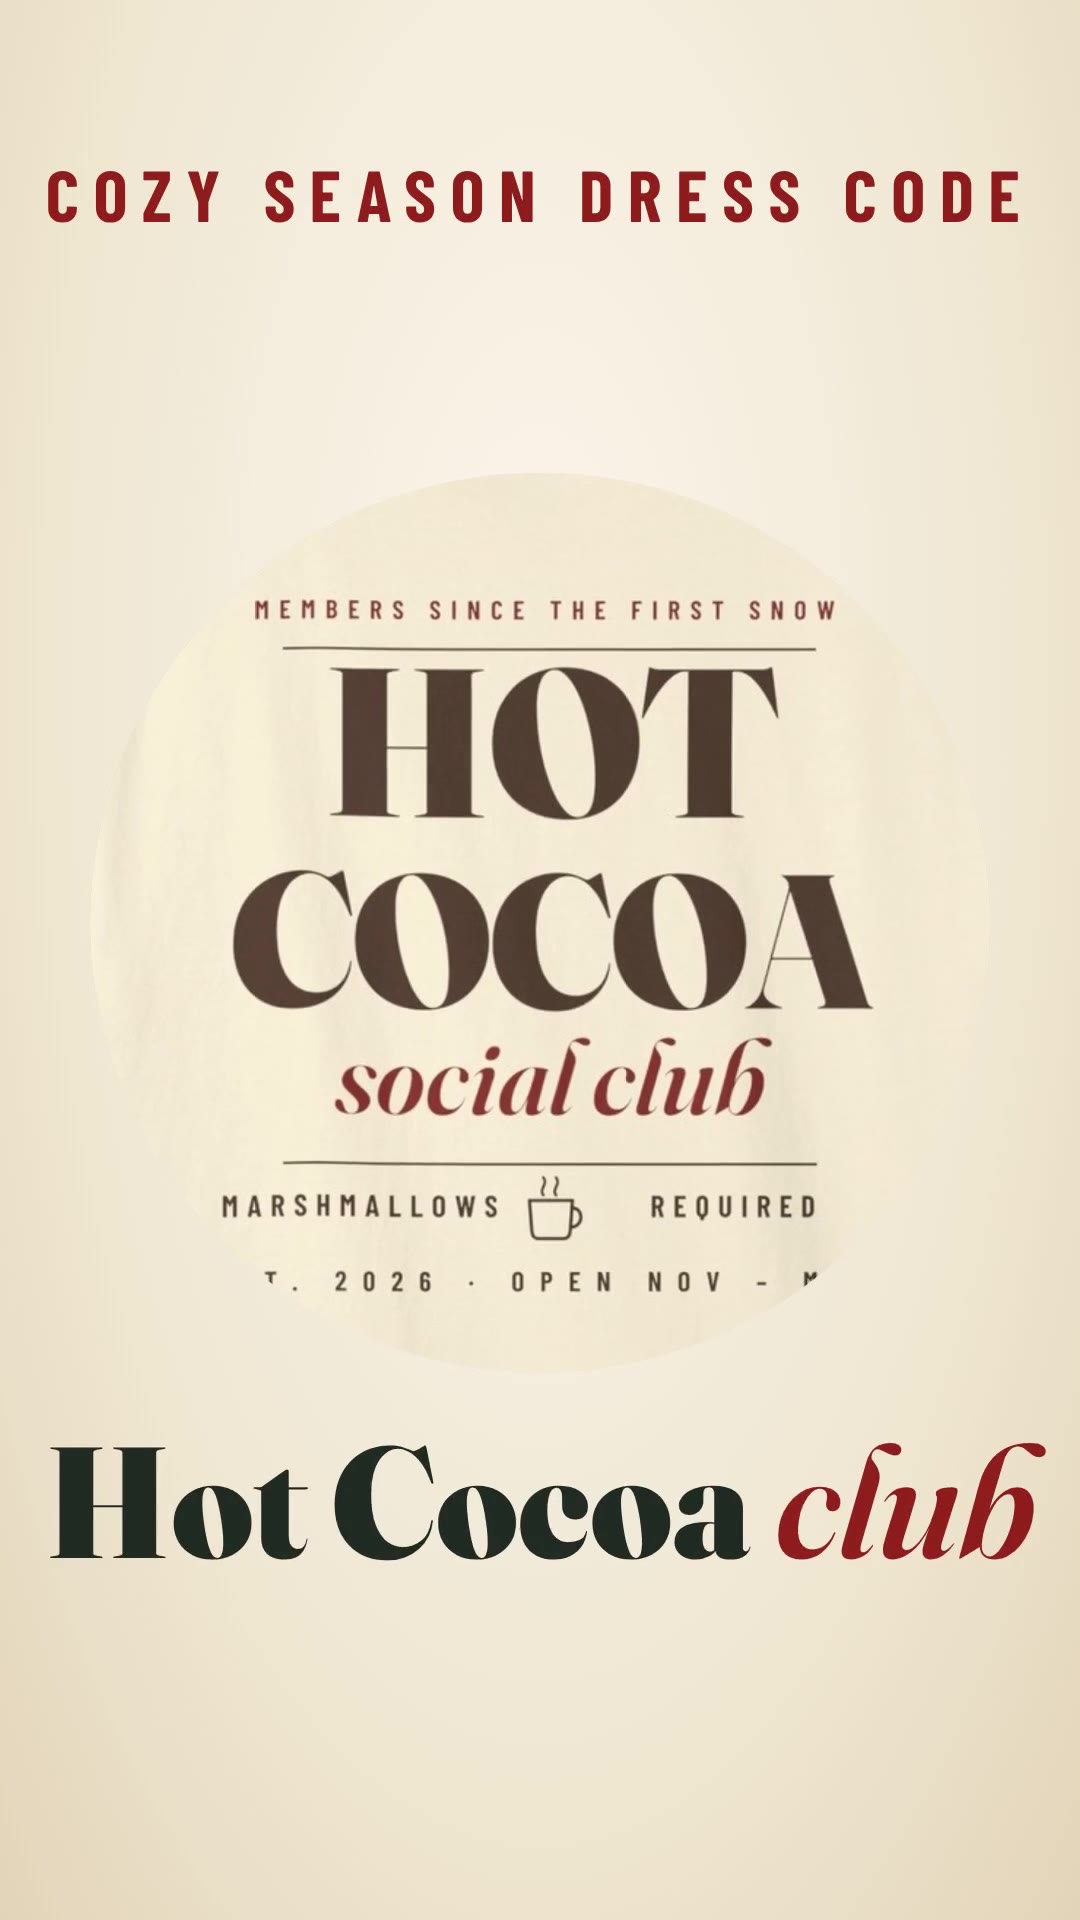 COZY SEASON DRESS CODE
MEMBERS SINCE THE FIRST SNOW
HOT
COCOA
social club
MARSHMALLOWS REQUIRED
2026 · OPEN NOV -
Hot Cocoa club